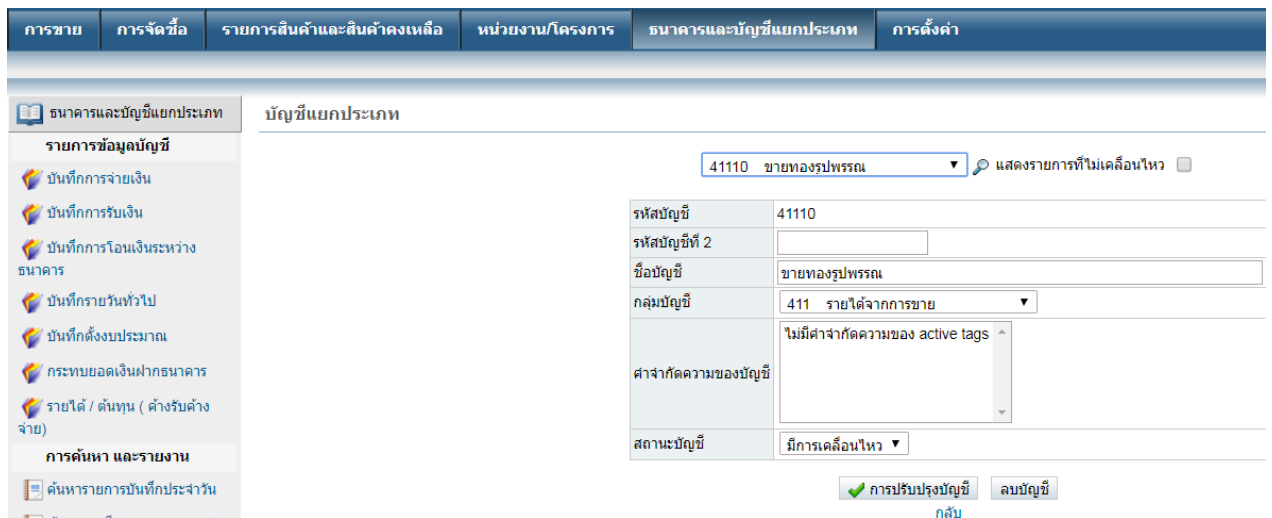 การขาย การจัดซื้อ รายการสินค้าและสินค้าคงเหลือ หน่วยงาน/โครงการ ธนาคารและบัญชีแยกประเภท การตั้งค่า
ธนาคารและบัญชีแยกประเภท
รายการข้อมูลบัญชี
บันทึกการจ่ายเงิน
บันทึกการรับเงิน
บันทึกการโอนเงินระหว่าง
ธนาคาร
บันทึกรายวันทั่วไป
บันทึกตั้งงบประมาณ
กระทบยอดเงินฝากธนาคาร
รายได้ / ต้นทุน ( ค้างรับค้าง
จ่าย)
การค้นหา และรายงาน
ค้นหารายการบันทึกประจำวัน
บัญชีแยกประเภท
41110 ขายทองรูปพรรณ แสดงรายการที่ไม่เคลื่อนไหว
รหัสบัญชี 41110
รหัสบัญชีที่ 2
ชื่อบัญชี ขายทองรูปพรรณ
กลุ่มบัญชี 411 รายได้จากการขาย
คำจำกัดความของบัญชี ไม่มีคำจำกัดความของ active tags
สถานะบัญชี มีการเคลื่อนไหว
การปรับปรุงบัญชี ลบบัญชี
กลับ